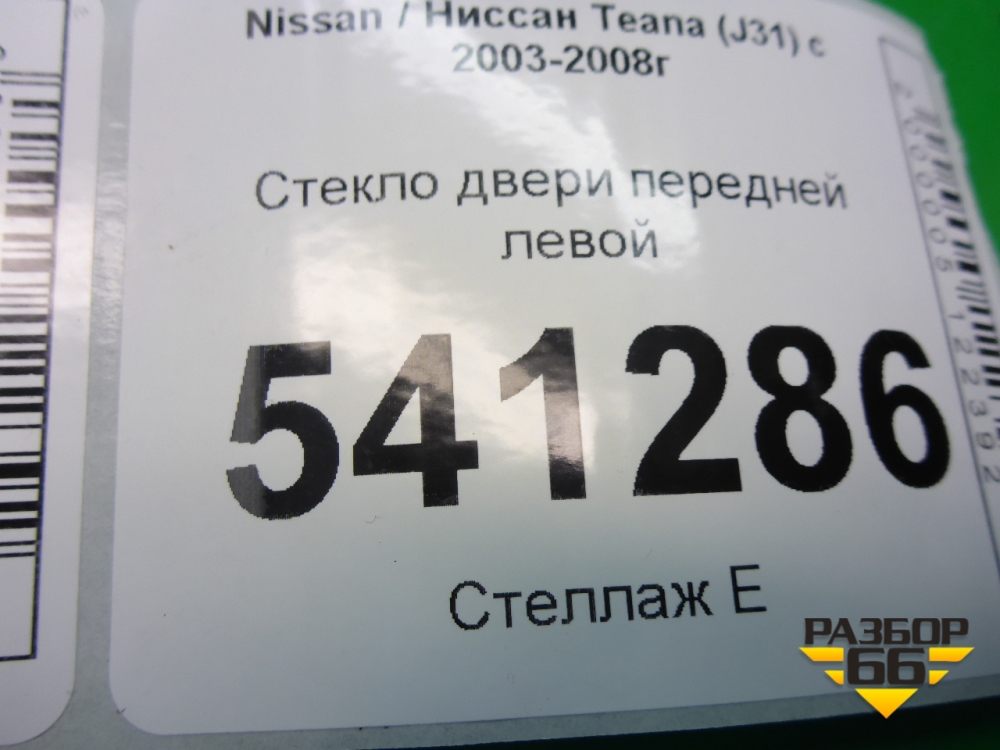 Nissan / Ниссан Teana (J31) с
2003-2008г
Стекло двери передней
левой
541286
Стеллаж Е
РАЗБОР
66